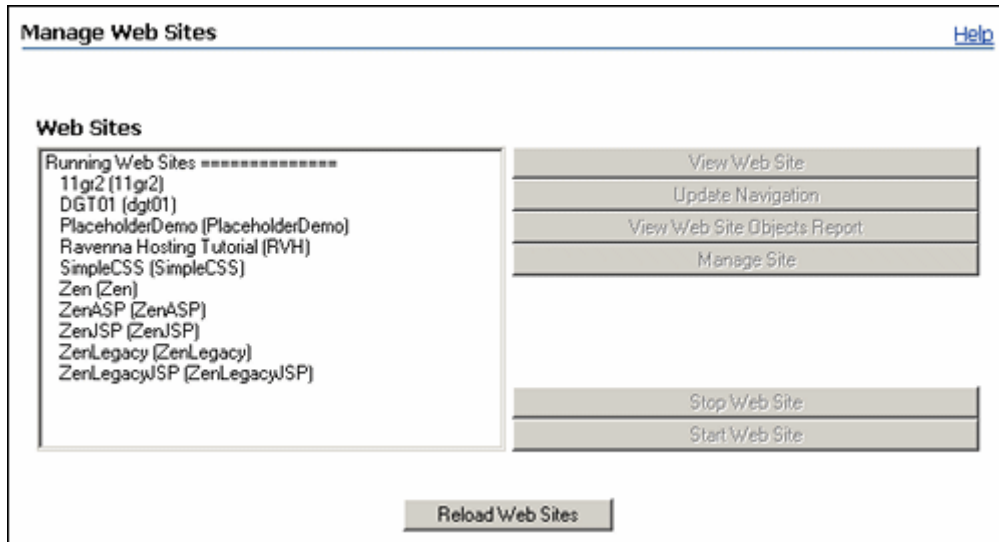 Manage Web Sites
Help
Web Sites
Running Web Sites ==============
11gr2 (11gr2)
DGT01 (dgt01)
PlaceholderDemo (PlaceholderDemo)
Ravenna Hosting Tutorial (RVH)
SimpleCSS (SimpleCSS)
Zen (Zen)
ZenASP (ZenASP)
ZenJSP (ZenJSP)
ZenLegacy (ZenLegacy)
ZenLegacyJSP (ZenLegacyJSP)
View Web Site
Update Navigation
View Web Site Objects Report
Manage Site
Stop Web Site
Start Web Site
Reload Web Sites